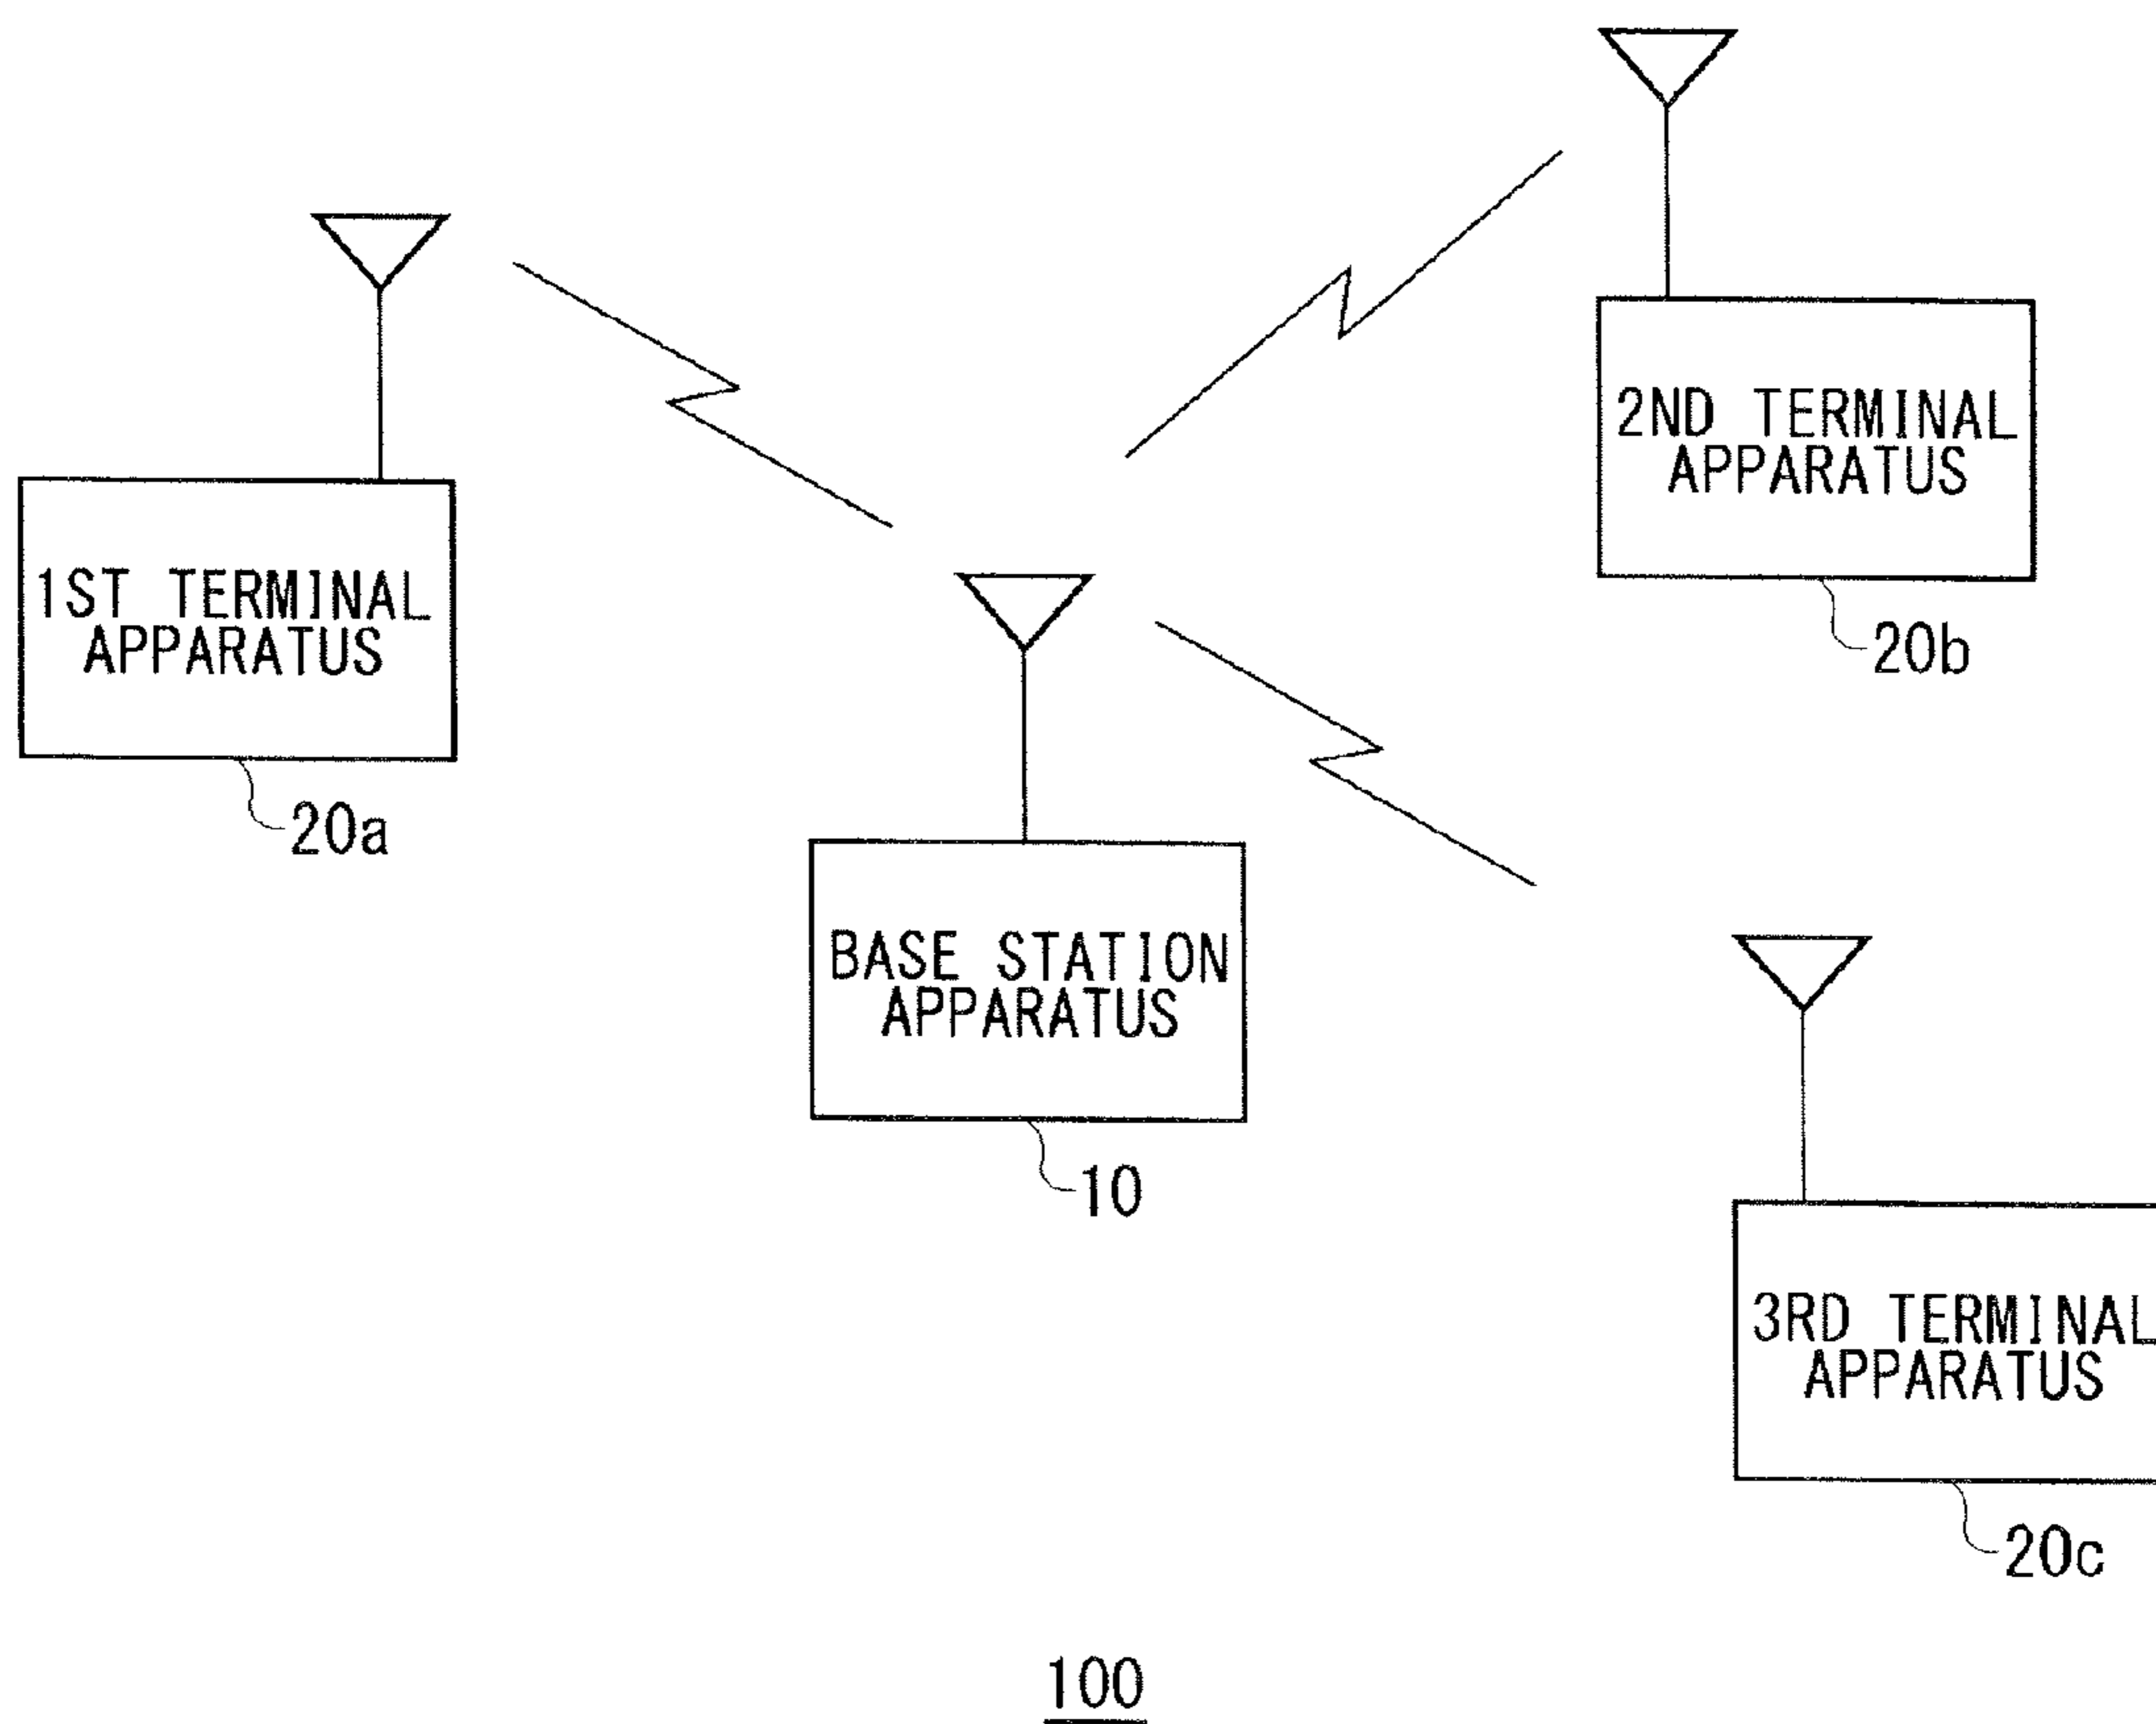 2ND TERMINAL
APPARATUS
20b
1ST TERMINAL
APPARATUS
20a
BASE STATION
APPARATUS
10
3RD TERMINAL
APPARATUS
20c
100